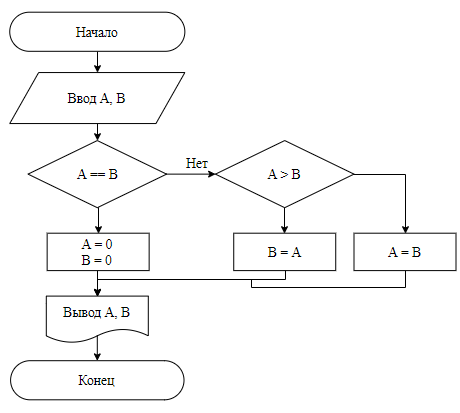 Начало
Ввод A, B
A == B
Нет
A > B
A = 0
B = 0
B = A
A = B
Вывод A, B
Конец